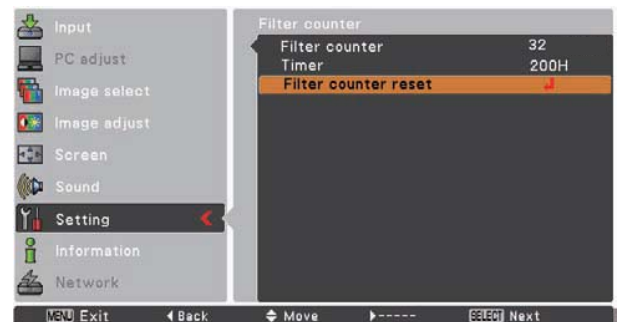 Input
PC adjust
Image select
Image adjust
Screen
Sound
Setting
Information
Network
Filter counter
Filter counter 32
Timer 200H
Filter counter reset
MENU Exit Back Move ----- SELECT Next